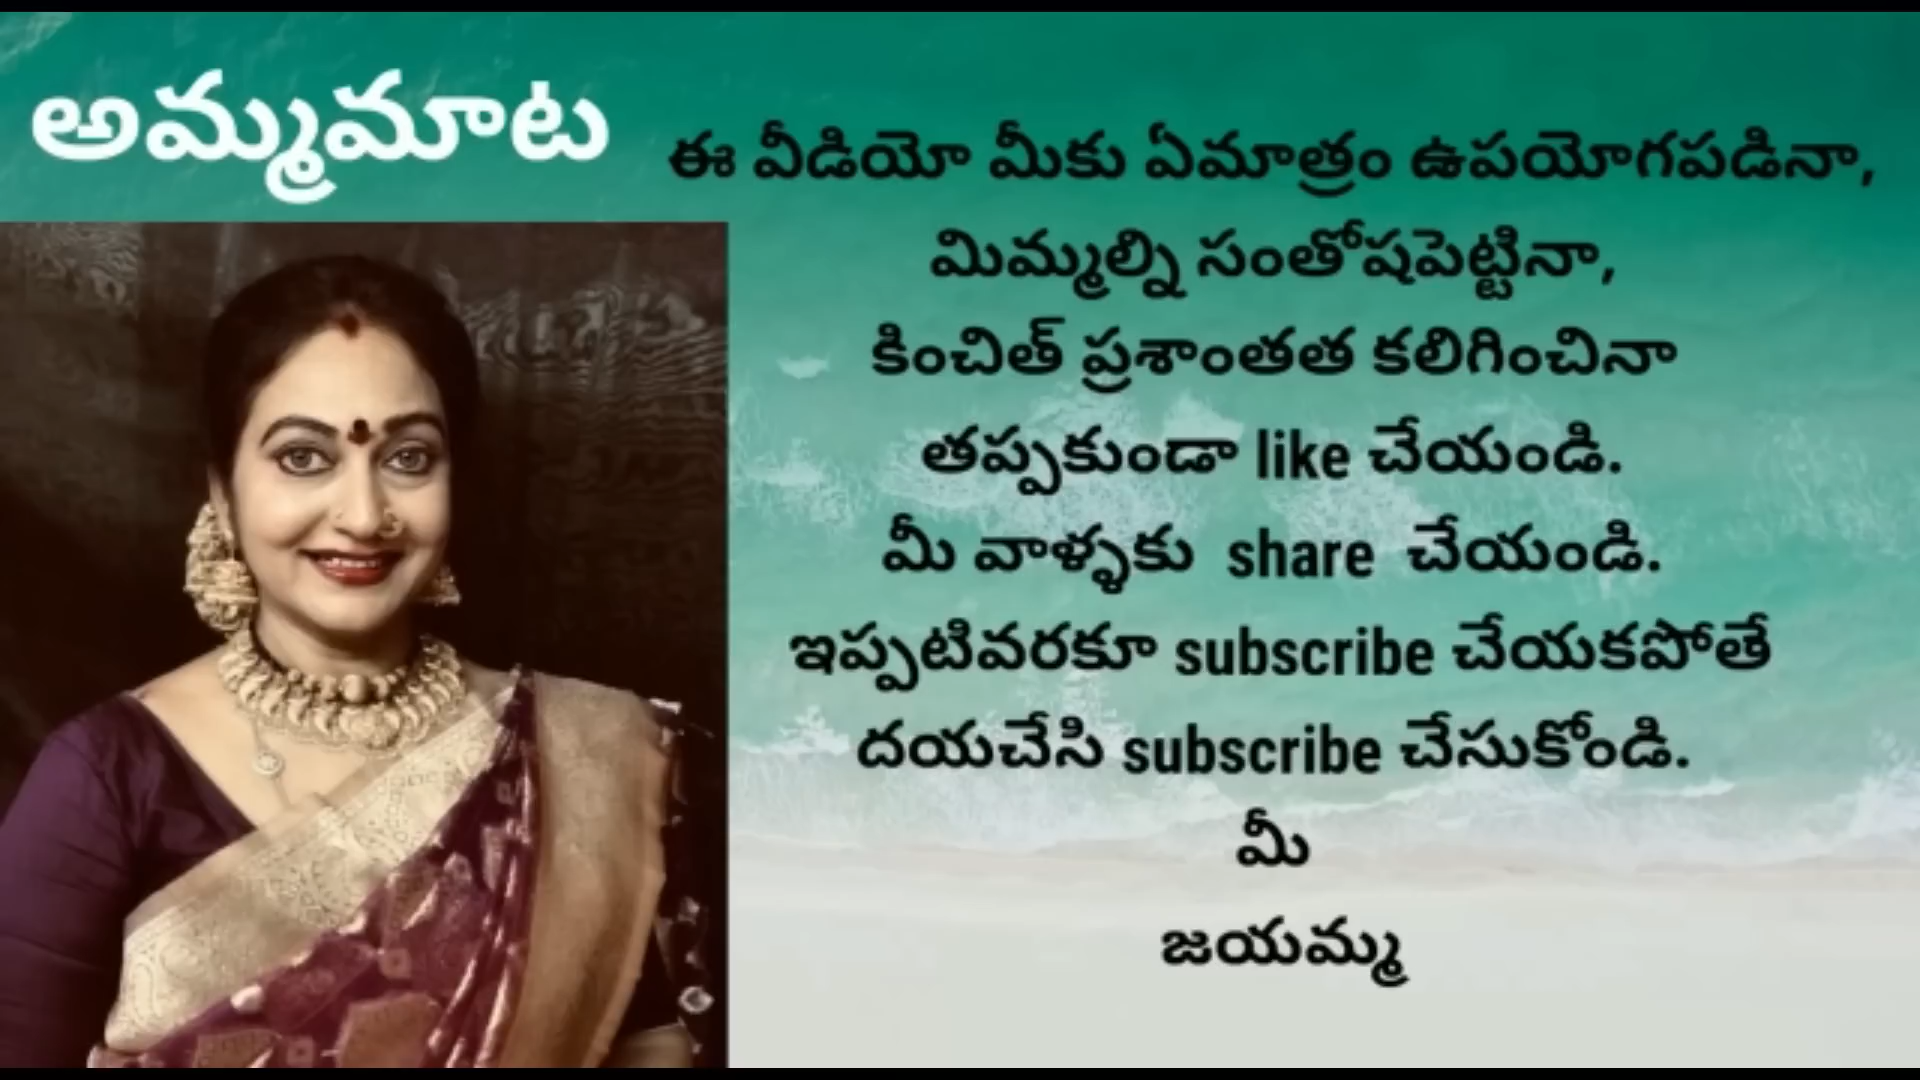 అమ్మమాట
ఈ వీడియో మీకు ఏమాత్రం ఉపయోగపడినా,
మిమ్మల్ని సంతోషపెట్టినా,
కించిత్ ప్రశాంతత కలిగించినా
తప్పకుండా like చేయండి.
మీ వాళ్ళకు share చేయండి.
ఇప్పటివరకూ subscribe చేయకపోతే
దయచేసి subscribe చేసుకోండి.
మీ
జయమ్మ